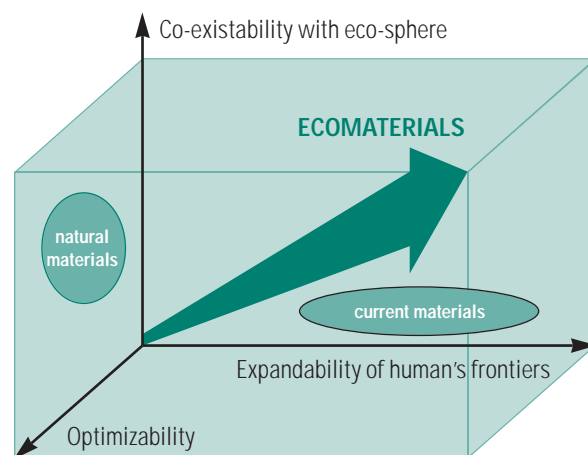 Co-existability with eco-sphere
ECOMATERIALS
natural
materials
current materials
Expandability of human's frontiers
Optimizability